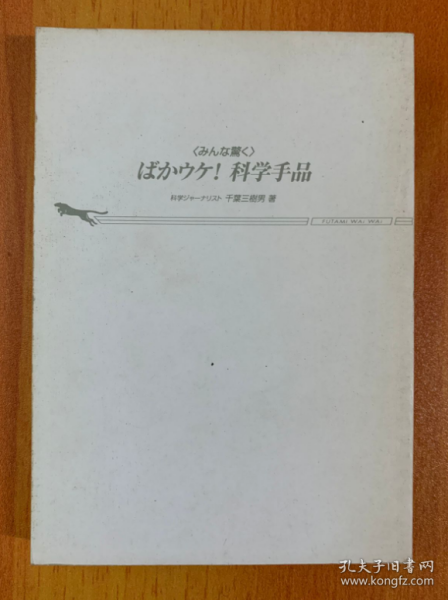 〈みんな驚く〉
ばかウケ! 科学手品
科学ジャーナリスト 千葉三樹男 著
FUTAMI WAI WAI
孔夫子旧书网
www.kongfz.com